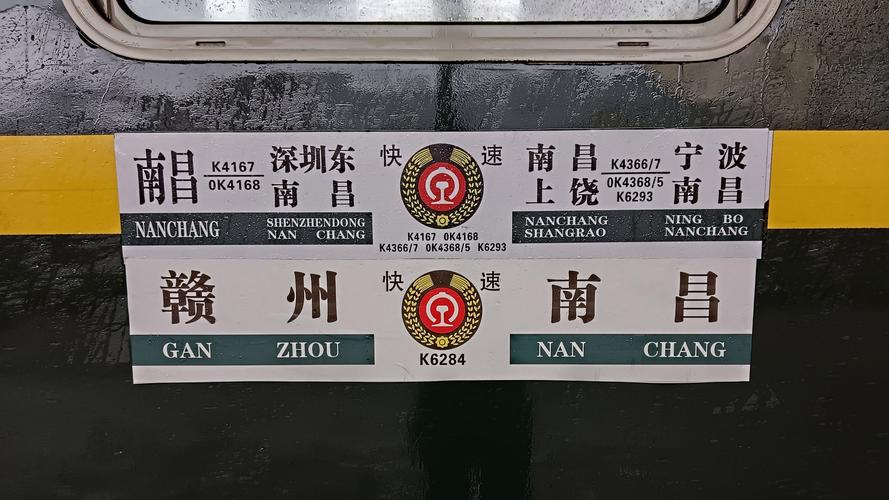 南昌 K4167 深圳东 快 速 南昌 K4366/7 宁波
0K4168 南昌 上饶 0K4368/5 南昌
K6293
NANCHANG SHENZHENDONG K4167 0K4168 NANCHANG NING BO
NAN CHANG K4366/7 0K4368/5 K6293 SHANGRAO NANCHANG
赣州 快 速 南昌
GAN ZHOU K6284 NAN CHANG